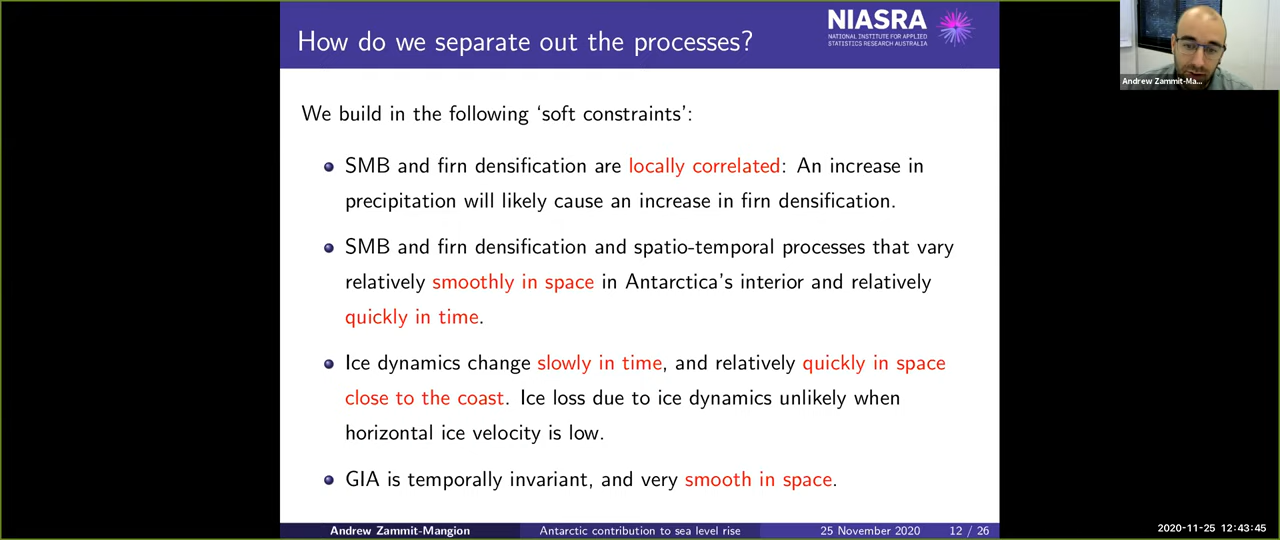 How do we separate out the processes?
NIASRA
NATIONAL INSTITUTE FOR APPLIED
STATISTICS RESEARCH AUSTRALIA
Andrew Zammit-Ma...
We build in the following ‘soft constraints’:
SMB and firn densification are locally correlated: An increase in
precipitation will likely cause an increase in firn densification.
SMB and firn densification and spatio-temporal processes that vary
relatively smoothly in space in Antarctica's interior and relatively
quickly in time.
Ice dynamics change slowly in time, and relatively quickly in space
close to the coast. Ice loss due to ice dynamics unlikely when
horizontal ice velocity is low.
GIA is temporally invariant, and very smooth in space.
Andrew Zammit-Mangion Antarctic contribution to sea level rise 25 November 2020 12 / 26
2020-11-25 12:43:45